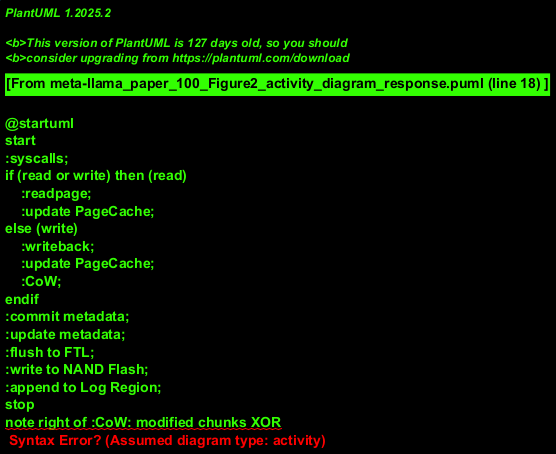 PlantUML 1.2025.2
<b>This version of PlantUML is 127 days old, so you should
<b>consider upgrading from https://plantuml.com/download
[From meta-llama_paper_100_Figure2_activity_diagram_response.puml (line 18) ]
@startuml
start
:syscalls;
if (read or write) then (read)
    :readpage;
    :update PageCache;
else (write)
    :writeback;
    :update PageCache;
    :CoW;
endif
:commit metadata;
:update metadata;
:flush to FTL;
:write to NAND Flash;
:append to Log Region;
stop
note right of :CoW: modified chunks XOR
Syntax Error? (Assumed diagram type: activity)